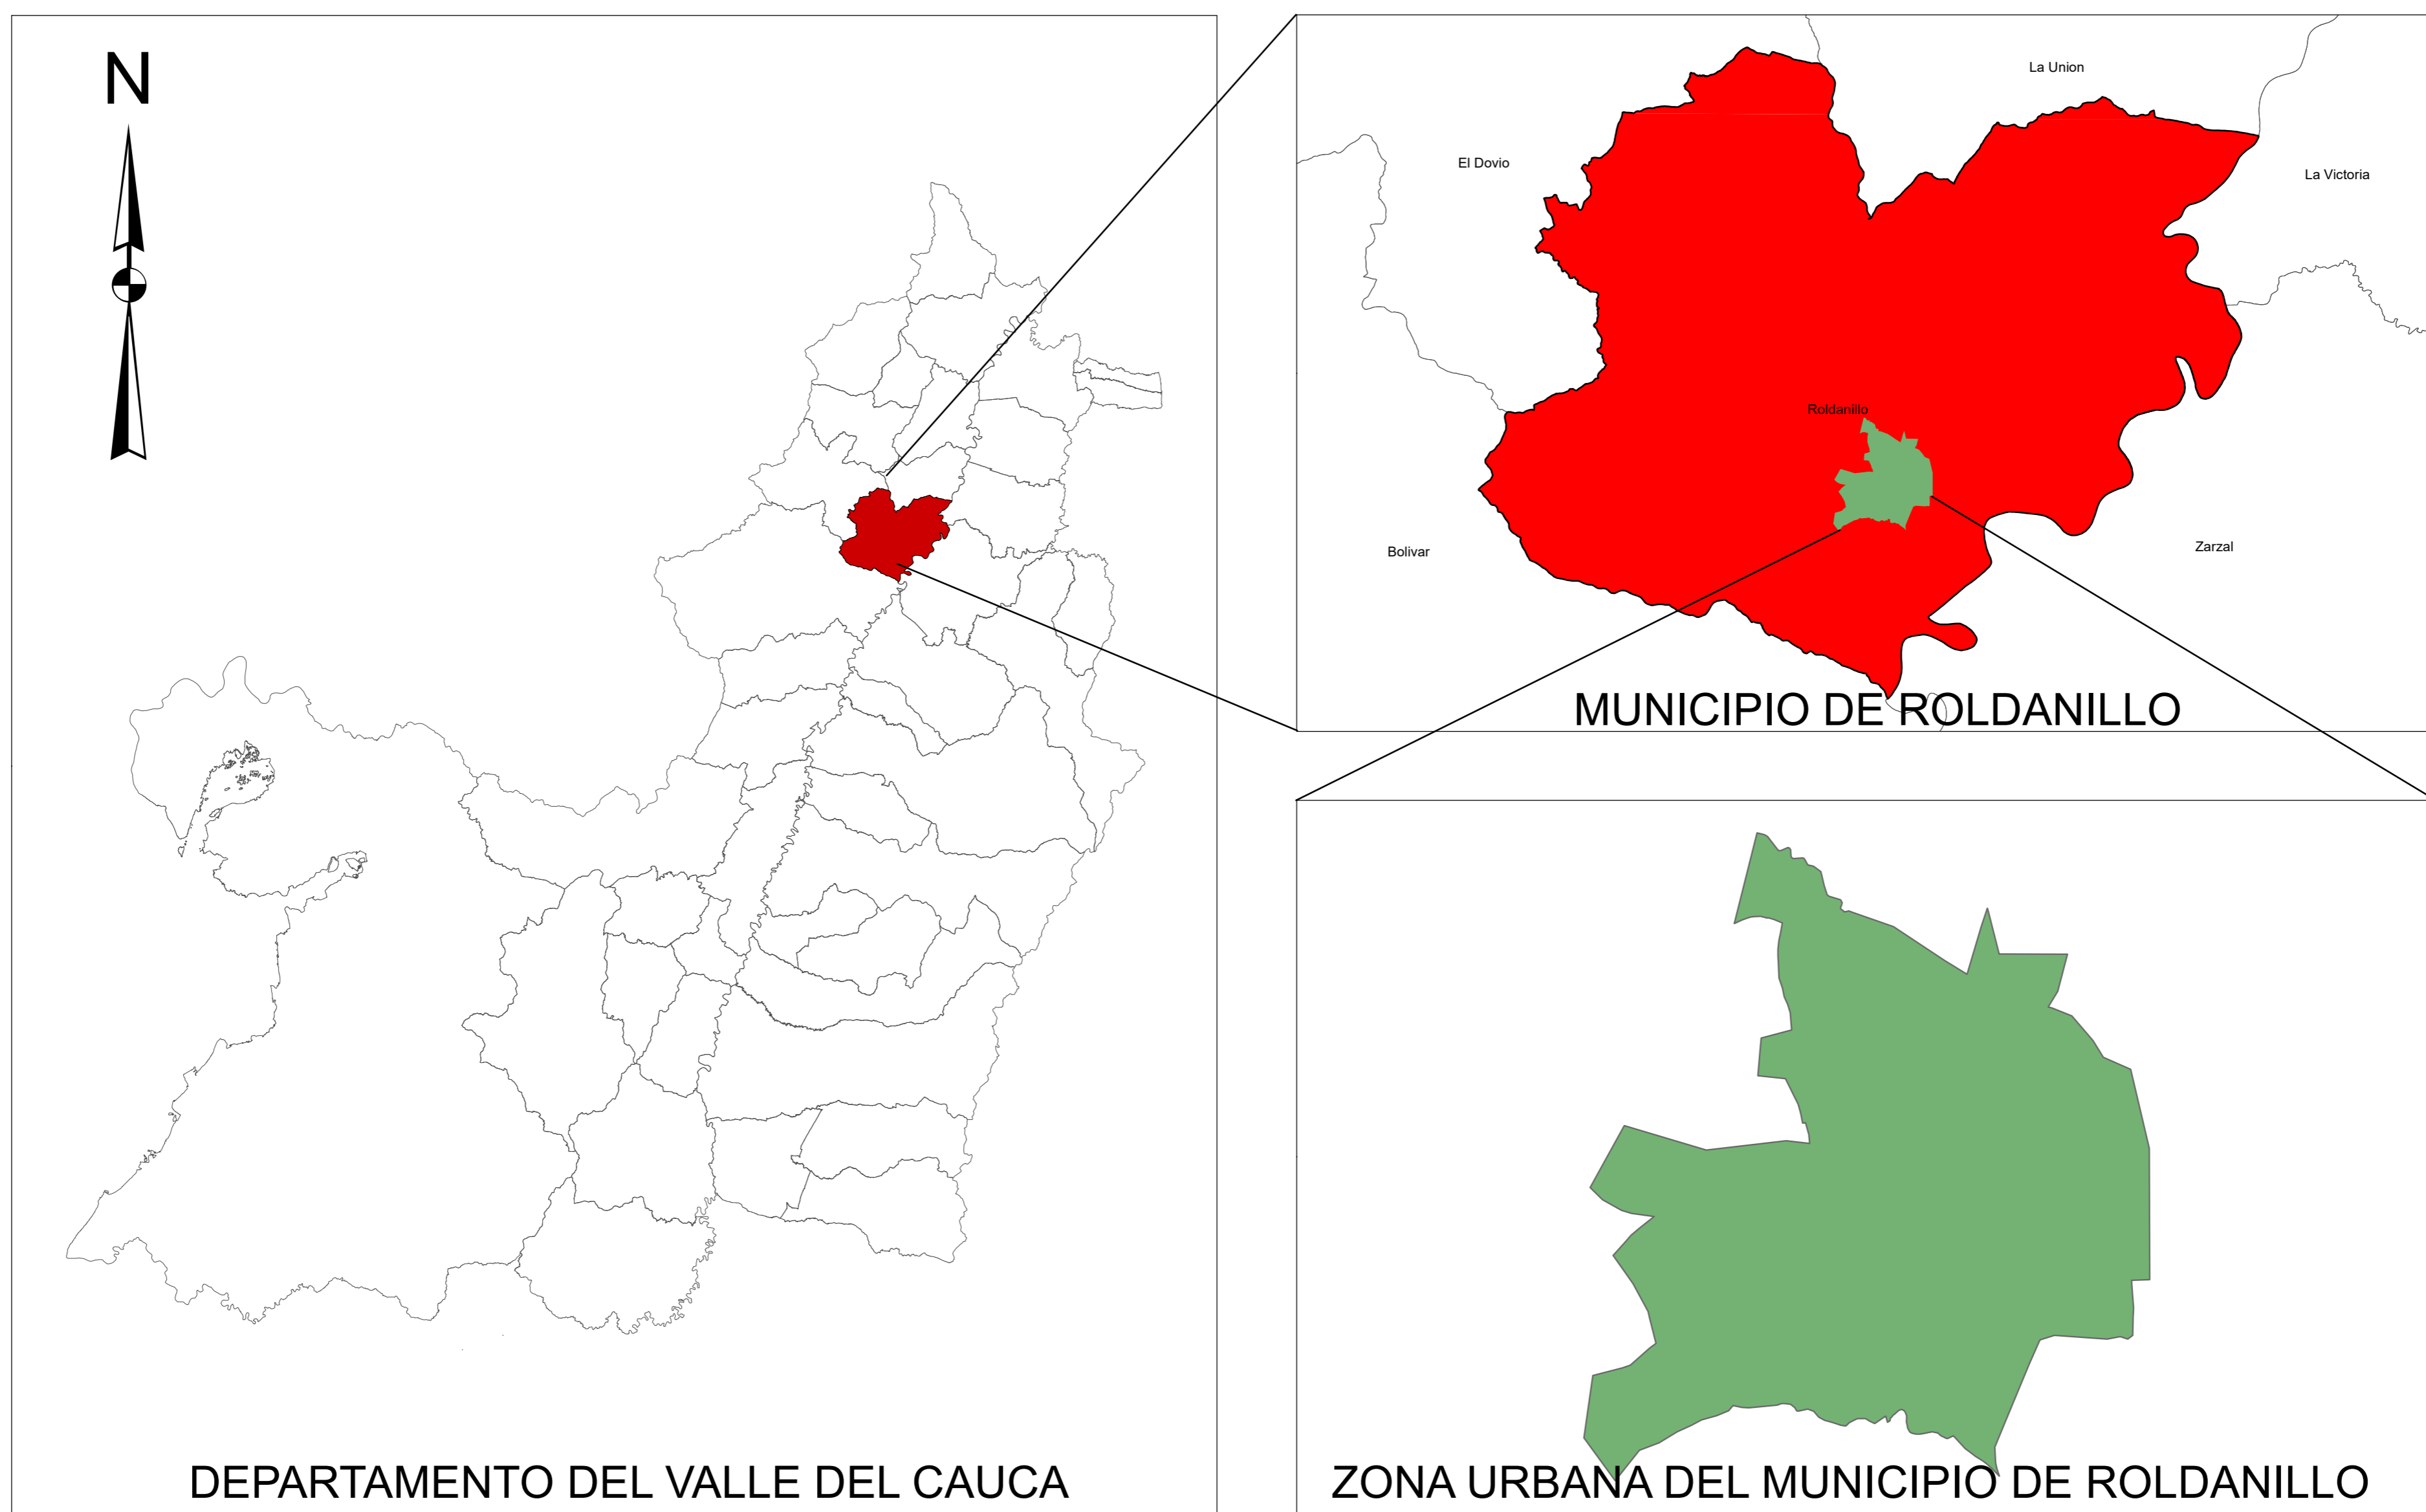 N
DEPARTAMENTO DEL VALLE DEL CAUCA
La Union
El Dovio
La Victoria
Roldanillo
Bolivar
Zarzal
MUNICIPIO DE ROLDANILLO
ZONA URBANA DEL MUNICIPIO DE ROLDANILLO